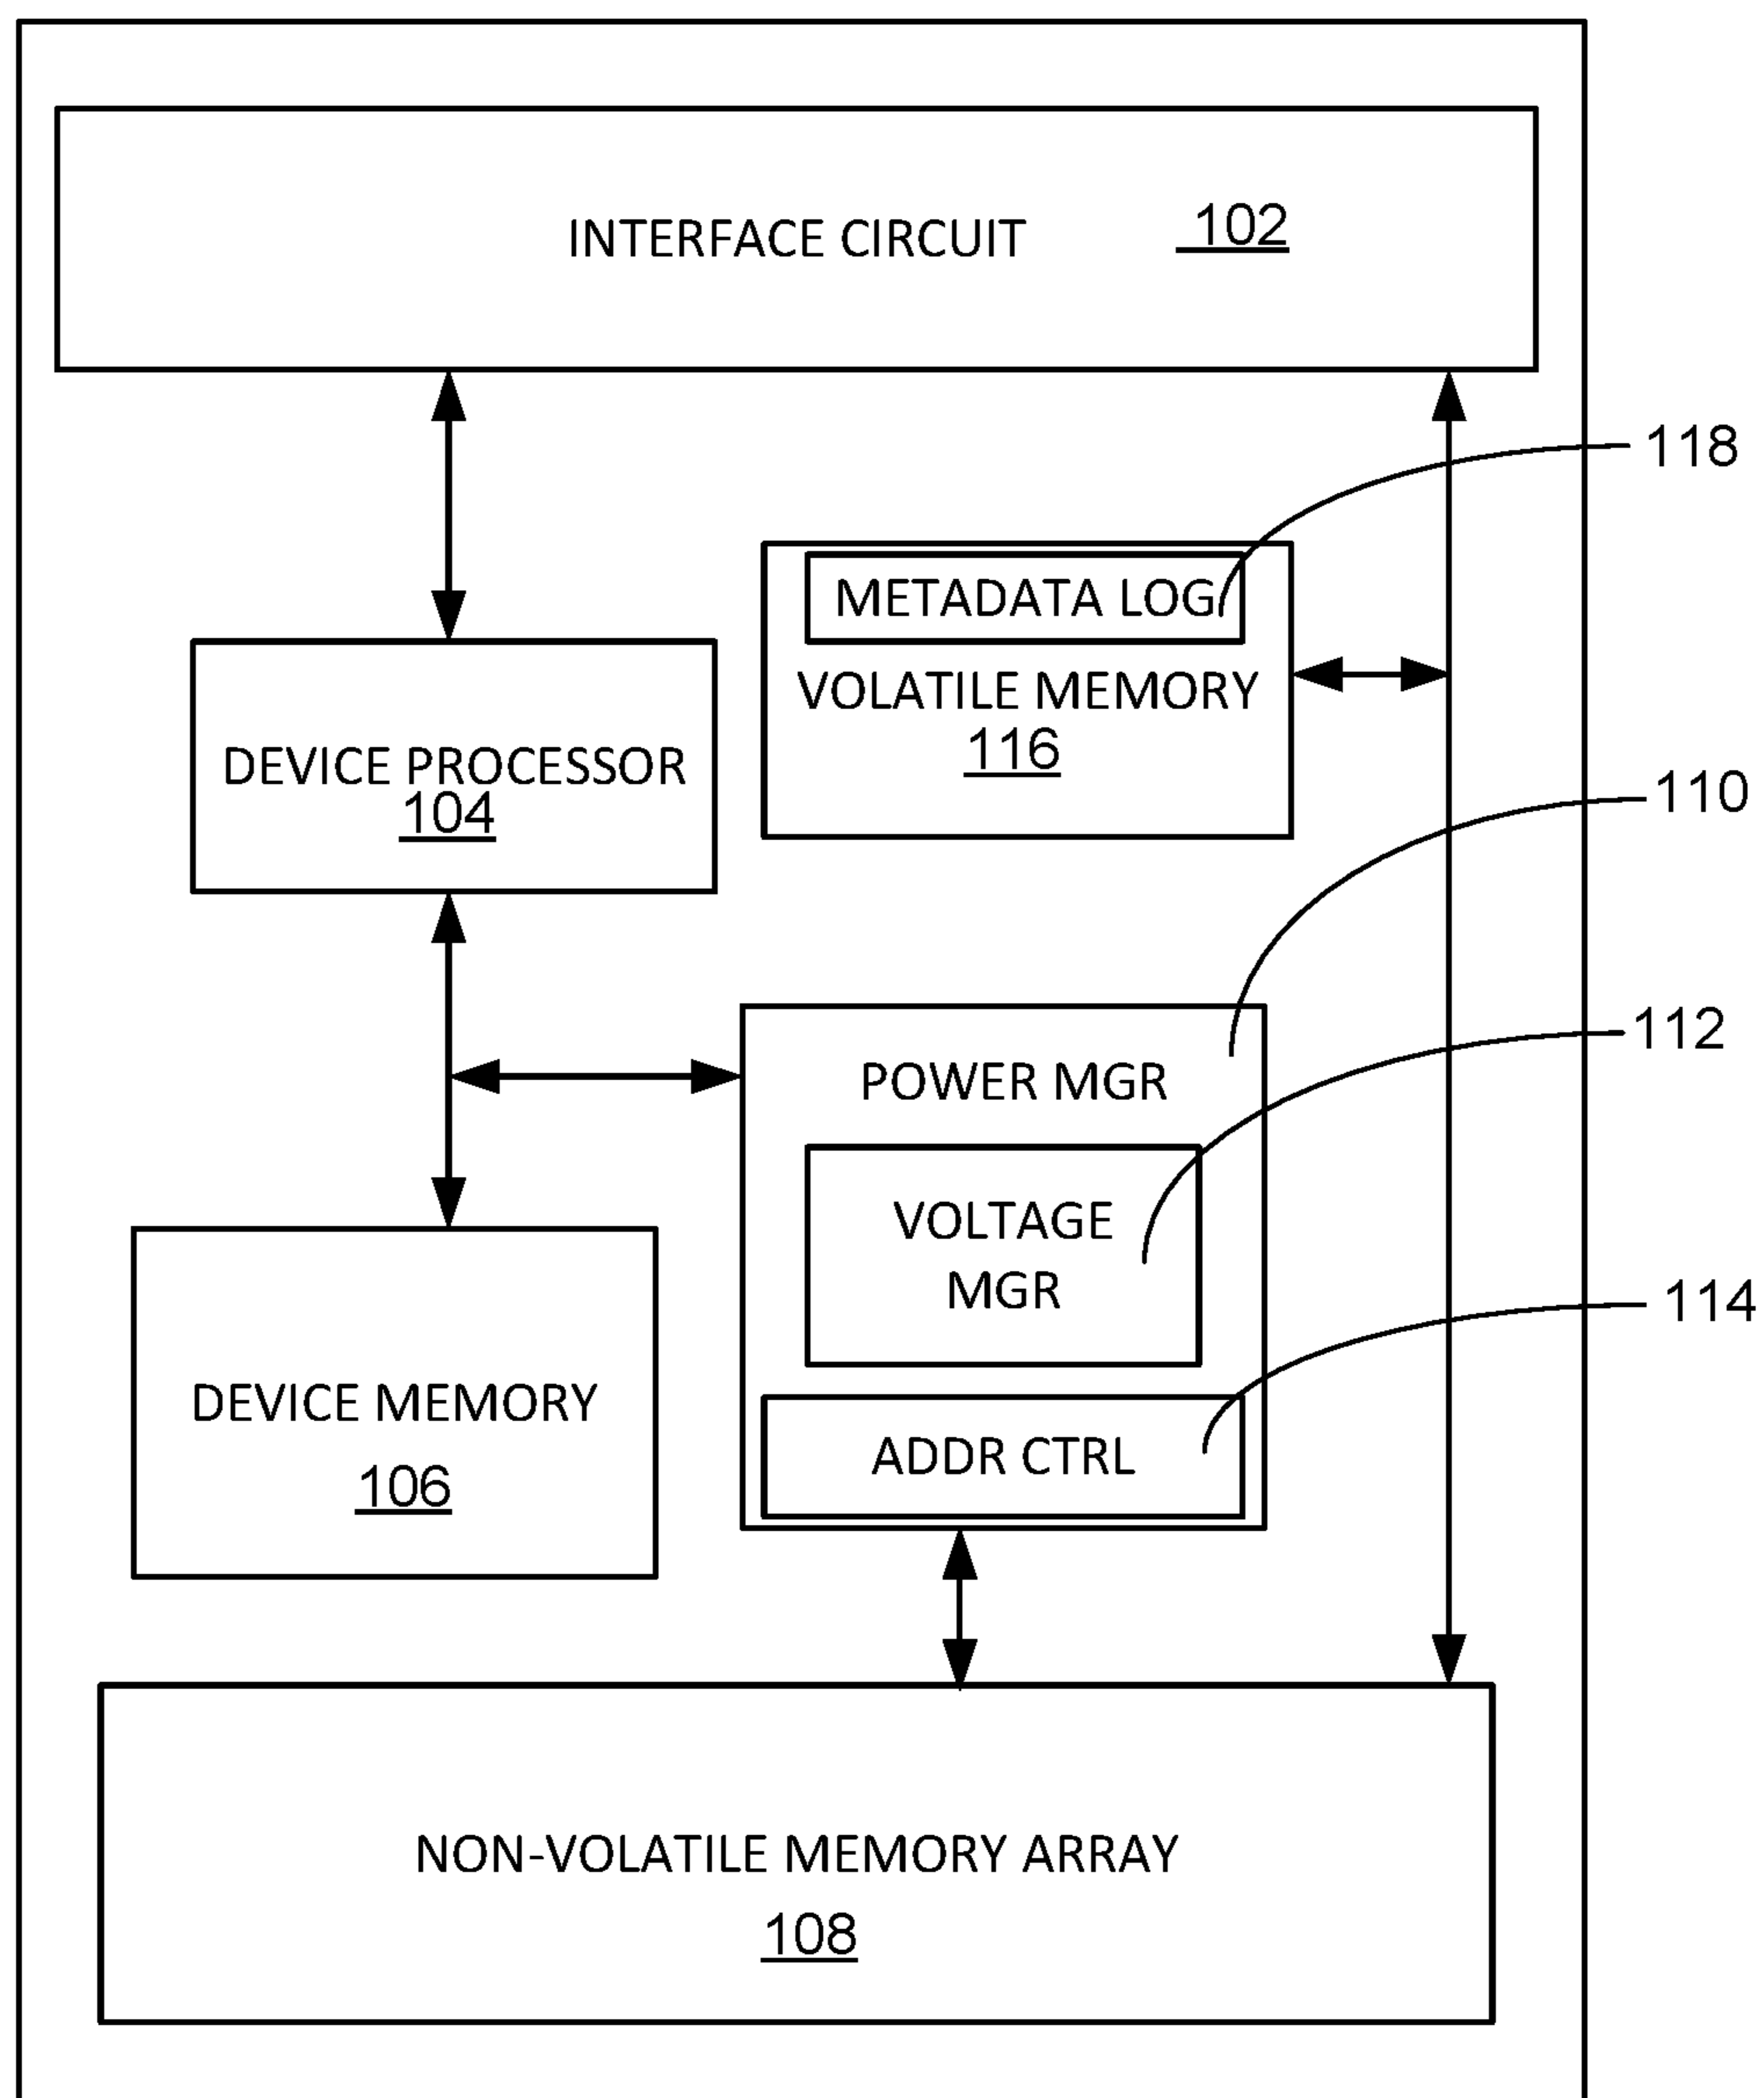 INTERFACE CIRCUIT 102
118
METADATA LOG
VOLATILE MEMORY
116
DEVICE PROCESSOR
104
110
112
POWER MGR
VOLTAGE
MGR
114
DEVICE MEMORY
106
ADDR CTRL
NON-VOLATILE MEMORY ARRAY
108